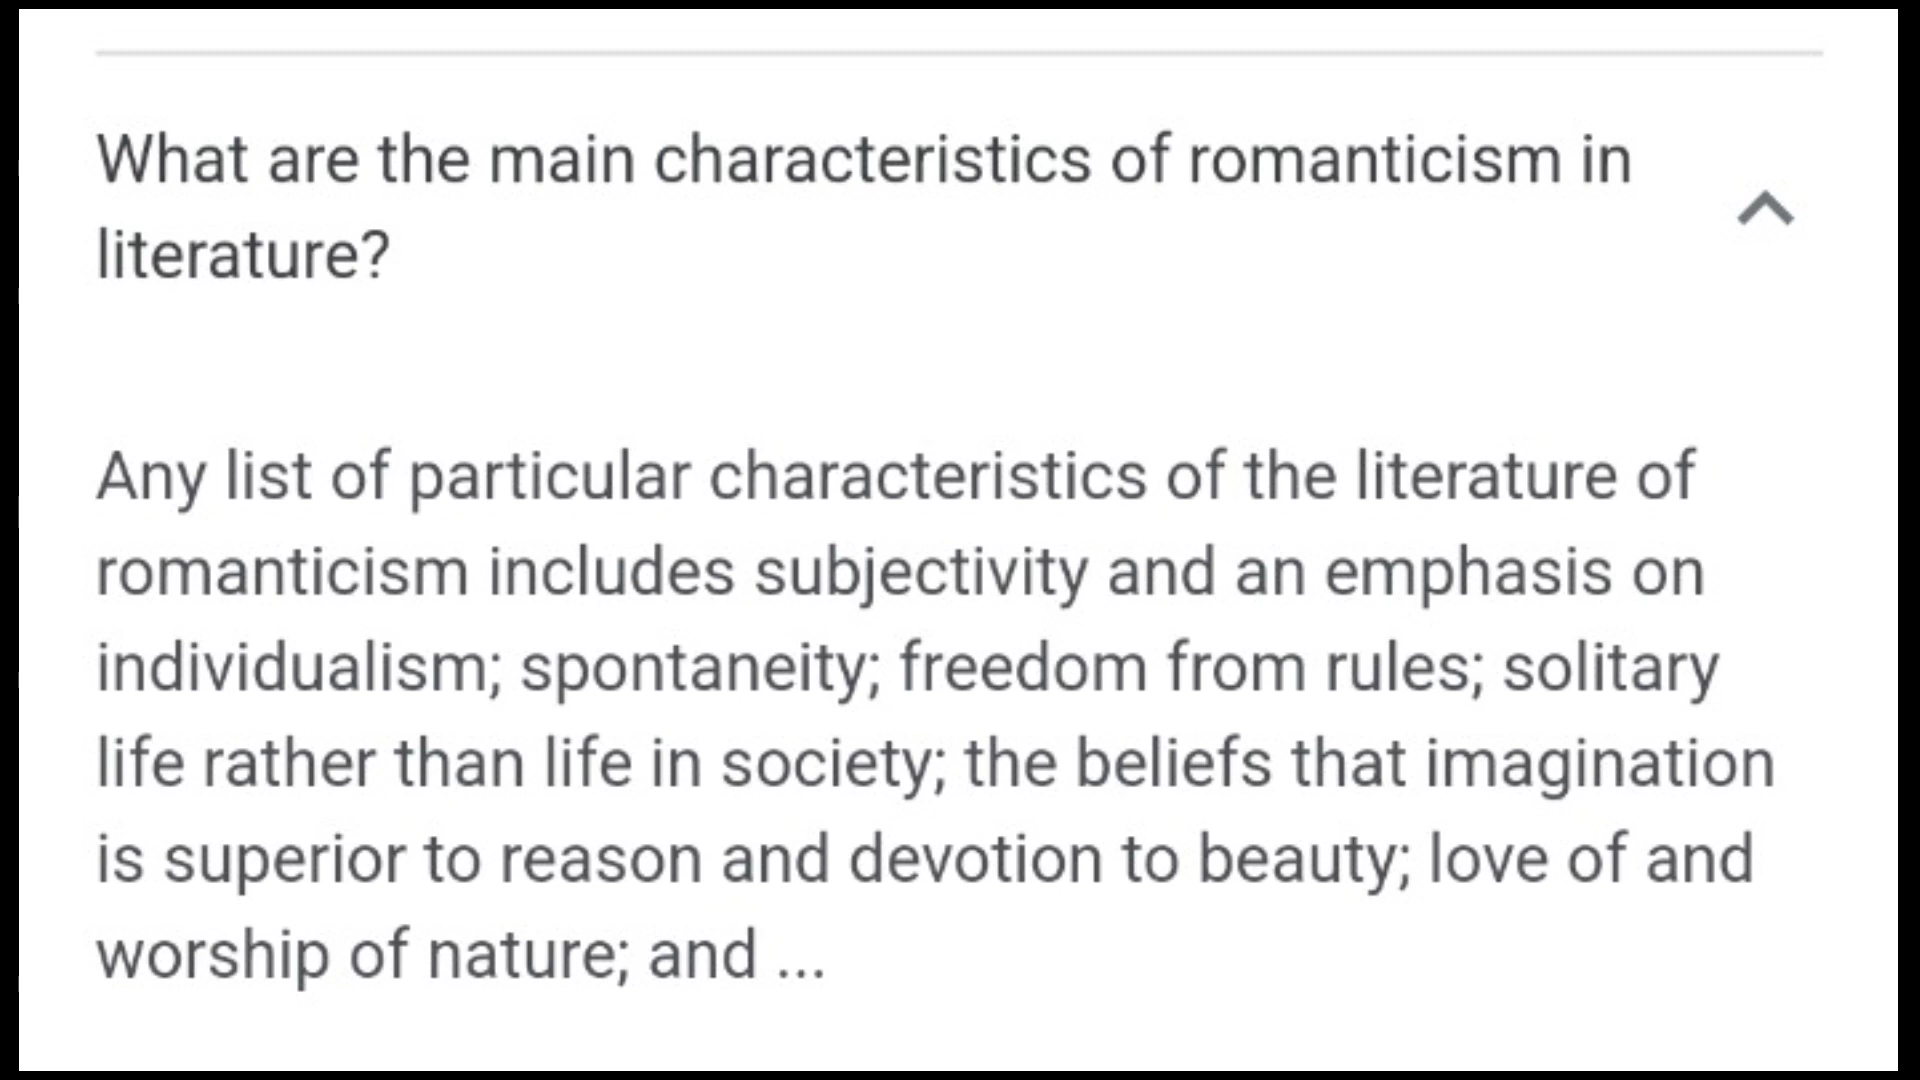 What are the main characteristics of romanticism in
literature?
Any list of particular characteristics of the literature of
romanticism includes subjectivity and an emphasis on
individualism; spontaneity; freedom from rules; solitary
life rather than life in society; the beliefs that imagination
is superior to reason and devotion to beauty; love of and
worship of nature; and ...